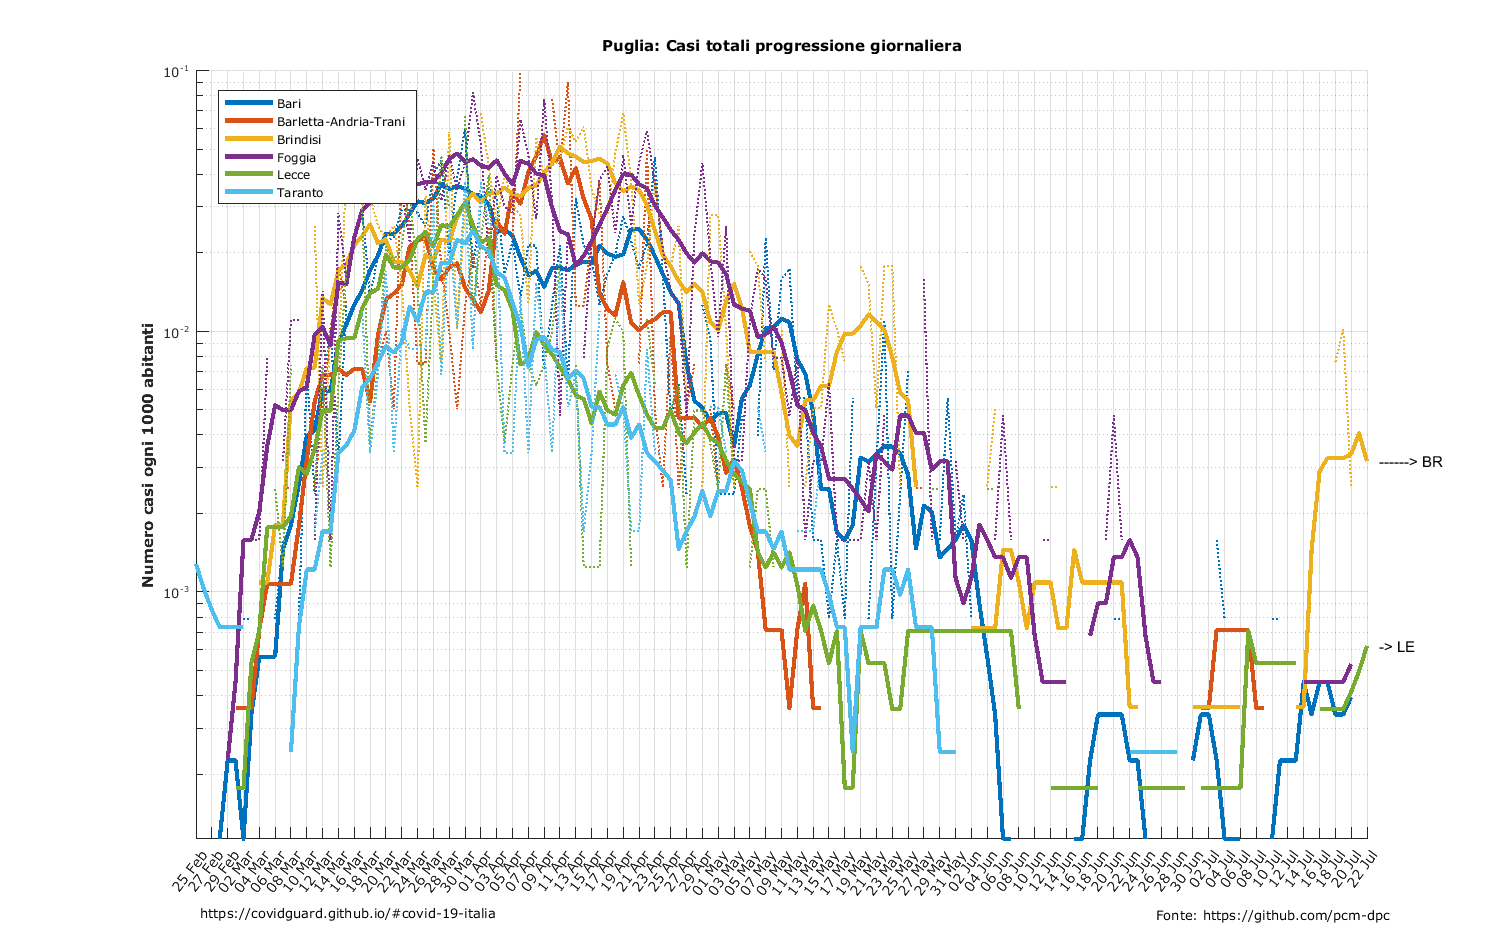 Puglia: Casi totali progressione giornaliera
Numero casi ogni 1000 abitanti
10-1
10-2
10-3
Bari
Barletta-Andria-Trani
Brindisi
Foggia
Lecce
Taranto
------> BR
-> LE
25 Feb
27 Feb
29 Feb
02 Mar
04 Mar
06 Mar
08 Mar
10 Mar
12 Mar
14 Mar
16 Mar
18 Mar
20 Mar
22 Mar
24 Mar
26 Mar
28 Mar
30 Mar
01 Apr
03 Apr
05 Apr
07 Apr
09 Apr
11 Apr
13 Apr
15 Apr
17 Apr
19 Apr
21 Apr
23 Apr
25 Apr
27 Apr
29 Apr
01 May
03 May
05 May
07 May
09 May
11 May
13 May
15 May
17 May
19 May
21 May
23 May
25 May
27 May
29 May
31 May
02 Jun
04 Jun
06 Jun
08 Jun
10 Jun
12 Jun
14 Jun
16 Jun
18 Jun
20 Jun
22 Jun
24 Jun
26 Jun
28 Jun
30 Jun
02 Jul
04 Jul
06 Jul
08 Jul
10 Jul
12 Jul
14 Jul
16 Jul
18 Jul
20 Jul
22 Jul
https://covidguard.github.io/#covid-19-italia
Fonte: https://github.com/pcm-dpc